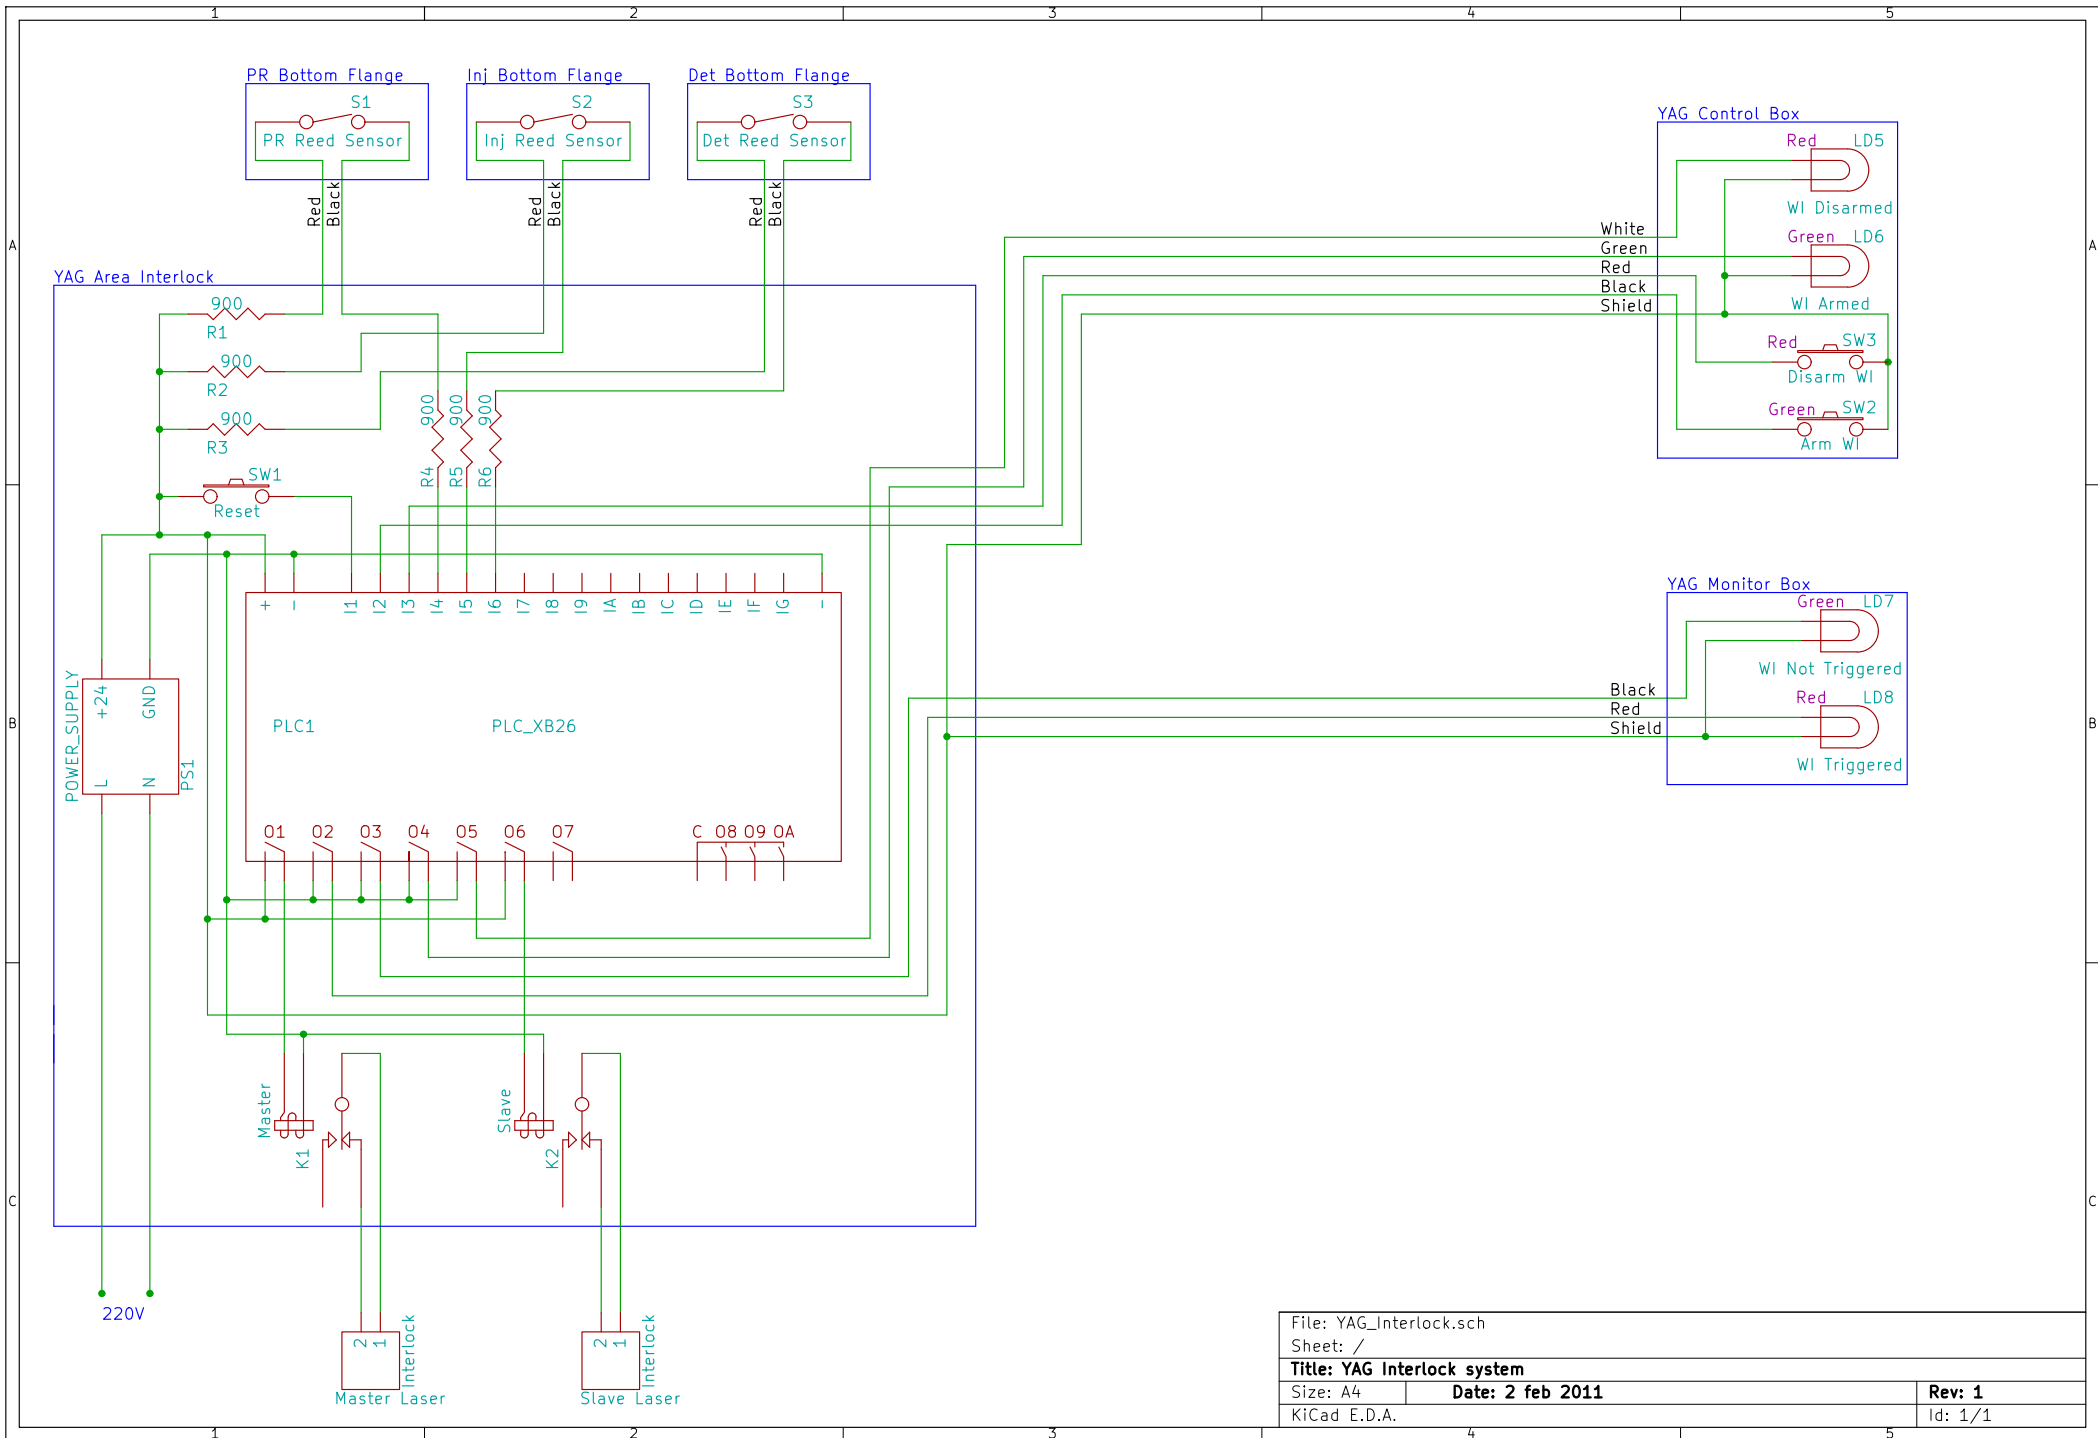 1 2 3 4 5
PR Bottom Flange
Inj Bottom Flange
Det Bottom Flange
S1
S2
S3
PR Reed Sensor
Inj Reed Sensor
Det Reed Sensor
Red
Black
Red
Black
Red
Black
YAG Control Box
Red LD5
WI Disarmed
Green LD6
WI Armed
Red SW3
Disarm WI
Green SW2
Arm WI
White
Green
Red
Black
Shield
A
A
YAG Area Interlock
900
R1
900
R2
900
R3
900
R4
900
R5
900
R6
SW1
Reset
+ - I1 I2 I3 I4 I5 I6 I7 I8 I9 IA IB IC ID IE IF IG -
YAG Monitor Box
Green LD7
WI Not Triggered
Red LD8
WI Triggered
Black
Red
Shield
B
B
POWER_SUPPLY
+24 GND
L N
PS1
PLC1 PLC_XB26
O1 O2 O3 O4 O5 O6 O7 C O8 O9 OA
Master
K1
Slave
K2
C
C
220V
2 1
Interlock
Master Laser
2 1
Interlock
Slave Laser
File: YAG_Interlock.sch
Sheet: /
Title: YAG Interlock system
Size: A4 Date: 2 feb 2011 Rev: 1
KiCad E.D.A. Id: 1/1
1 2 3 4 5